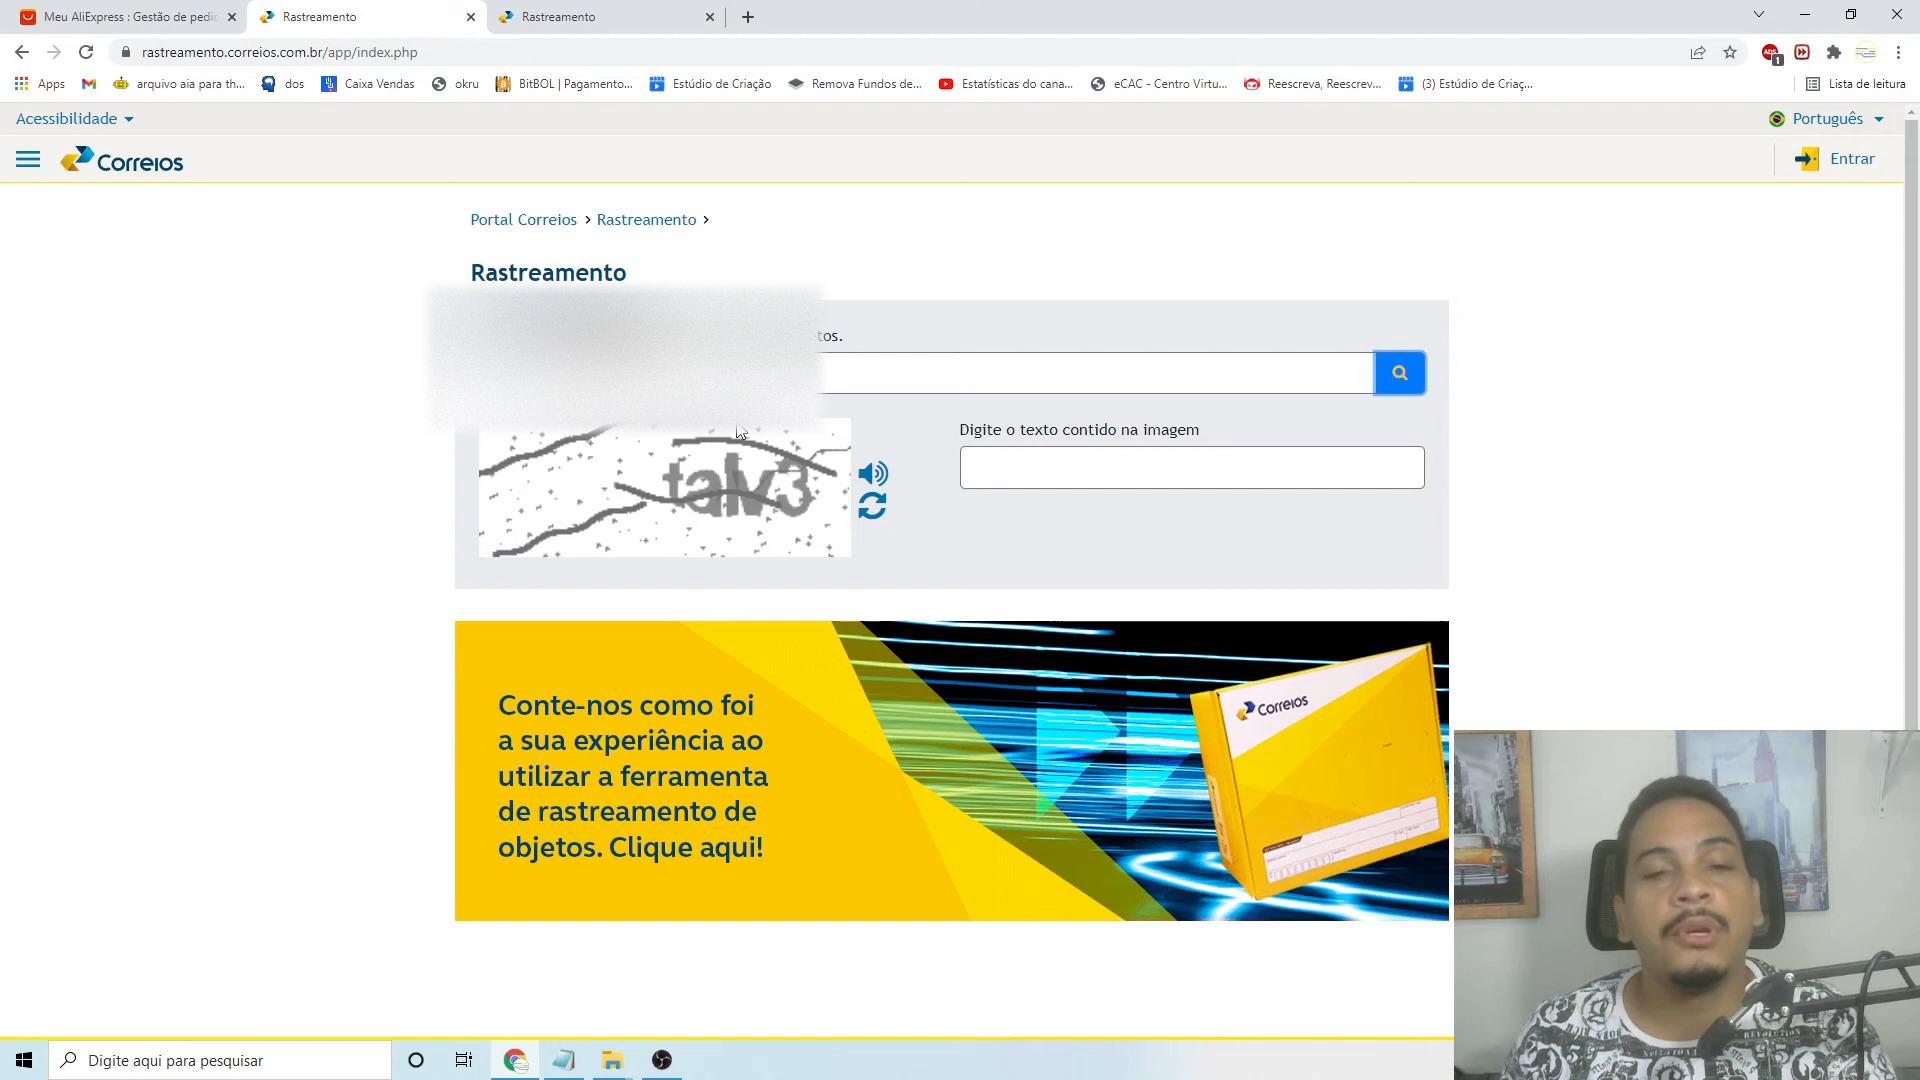 Meu AliExpress : Gestão de pedid
Rastreamento
Rastreamento
rastreamento.correios.com.br/app/index.php
Apps
arquivo aia para th...
dos
Caixa Vendas
okru
BitBOL | Pagamento...
Estúdio de Criação
Remova Fundos de...
Estatísticas do cana...
eCAC - Centro Virtu...
Reescreva, Reescrev...
(3) Estúdio de Criaç...
Lista de leitura
Acessibilidade
Português
Correios
Entrar
Portal Correios > Rastreamento >
Rastreamento
tos.
talv3
Digite o texto contido na imagem
Conte-nos como foi
a sua experiência ao
utilizar a ferramenta
de rastreamento de
objetos. Clique aqui!
Correios
Digite aqui para pesquisar